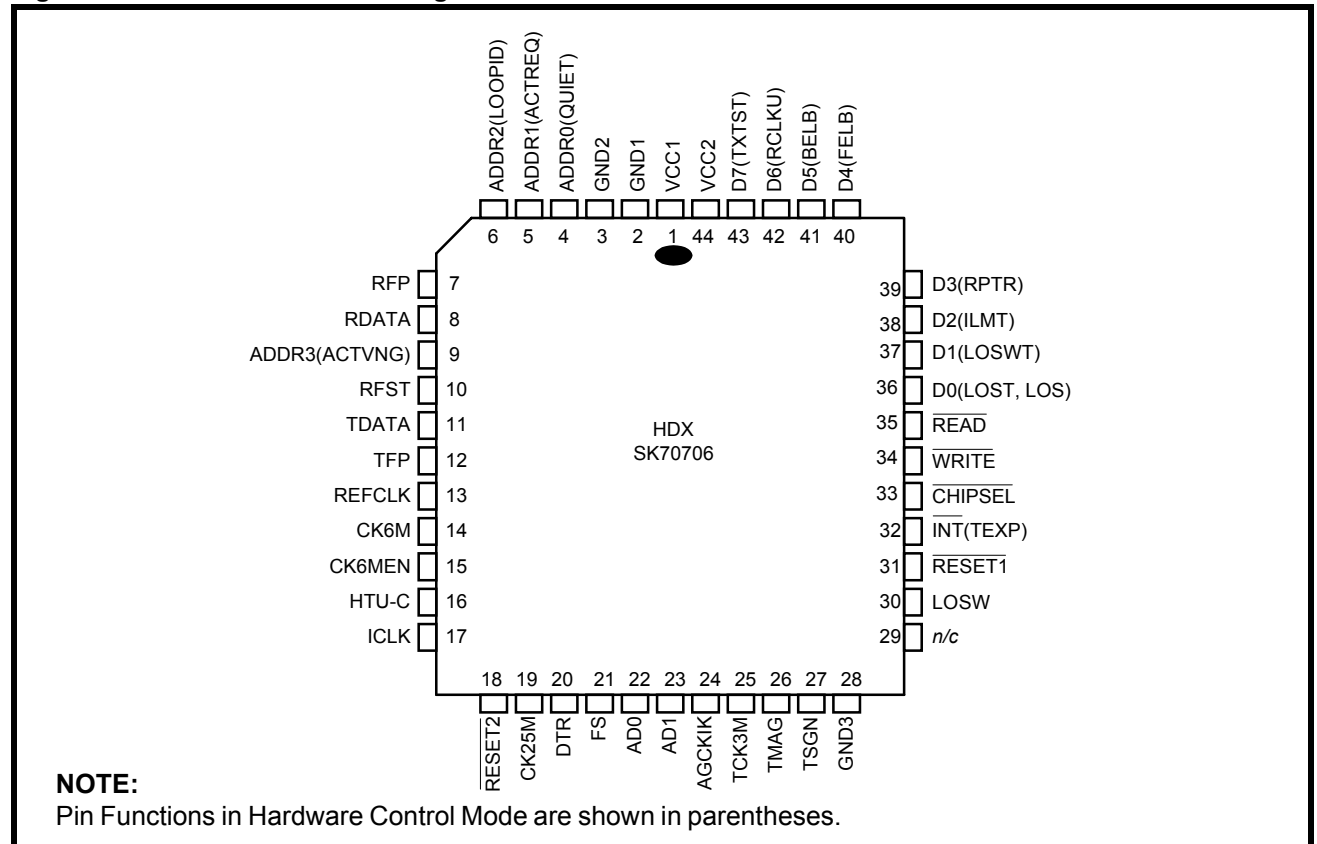 ADDR2(LOOPID)
ADDR1(ACTREQ)
ADDR0(QUIET)
GND2
GND1
VCC1
VCC2
D7(TXTST)
D6(RCLKU)
D5(BELB)
D4(FELB)
6 5 4 3 2 1 44 43 42 41 40
RFP 7
RDATA 8
ADDR3(ACTVNG) 9
RFST 10
TDATA 11
TFP 12
REFCLK 13
CK6M 14
CK6MEN 15
HTU-C 16
ICLK 17
HDX
SK70706
39 D3(RPTR)
38 D2(ILMT)
37 D1(LOSWT)
36 D0(LOST, LOS)
35 READ
34 WRITE
33 CHIPSEL
32 INT(TEXP)
31 RESET1
30 LOSW
29 n/c
18 19 20 21 22 23 24 25 26 27 28
RESET2
CK25M
DTR
FS
AD0
AD1
AGCKIK
TCK3M
TMAG
TSGN
GND3
NOTE:
Pin Functions in Hardware Control Mode are shown in parentheses.